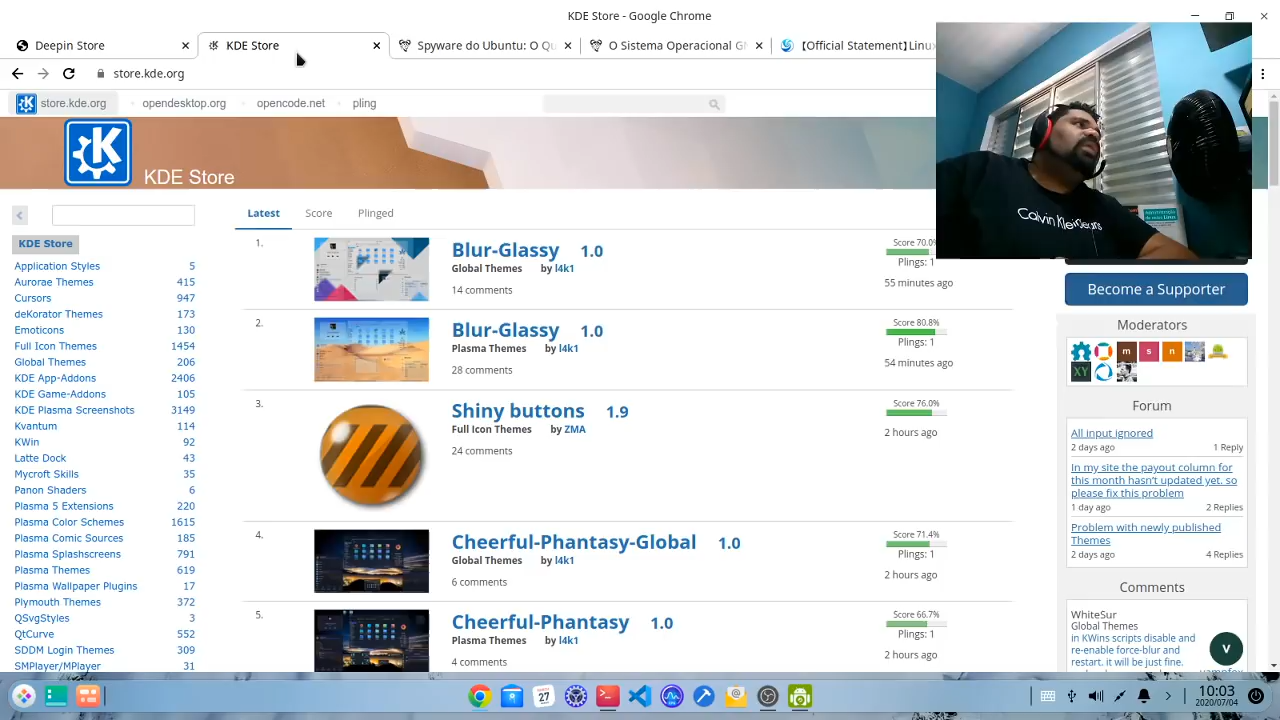 KDE Store - Google Chrome
Deepin Store
KDE Store
Spyware do Ubuntu: O Qu
O Sistema Operacional G
【Official Statement】Linu
store.kde.org
store.kde.org
opendesktop.org
opencode.net
pling
KDE Store
Latest
Score
Plinged
KDE Store
Application Styles 5
Aurorae Themes 415
Cursors 947
deKorator Themes 173
Emoticons 130
Full Icon Themes 1454
Global Themes 206
KDE App-Addons 2406
KDE Game-Addons 105
KDE Plasma Screenshots 3149
Kvantum 114
KWin 92
Latte Dock 43
Mycroft Skills 35
Panon Shaders 6
Plasma 5 Extensions 220
Plasma Color Schemes 1615
Plasma Comic Sources 185
Plasma Splashscreens 791
Plasma Themes 619
Plasma Wallpaper Plugins 17
Plymouth Themes 372
QSvgStyles 3
QtCurve 552
SDDM Login Themes 309
SMPlayer/MPlayer 31
1.
Blur-Glassy 1.0
Global Themes by l4k1
14 comments
Score 70.0%
Plings: 1
55 minutes ago
2.
Blur-Glassy 1.0
Plasma Themes by l4k1
28 comments
Score 80.8%
Plings: 1
54 minutes ago
3.
Shiny buttons 1.9
Full Icon Themes by ZMA
24 comments
Score 76.0%
2 hours ago
4.
Cheerful-Phantasy-Global 1.0
Global Themes by l4k1
6 comments
Score 71.4%
Plings: 1
2 hours ago
5.
Cheerful-Phantasy 1.0
Plasma Themes by l4k1
4 comments
Score 66.7%
Plings: 1
2 hours ago
Calvin Klein Jeans
Become a Supporter
Moderators
m
s
n
XY
Forum
All input ignored
2 days ago 1 Reply
In my site the payout column for
this month hasn't updated yet. so
please fix this problem
1 day ago 2 Replies
Problem with newly published
Themes
2 days ago 4 Replies
Comments
WhiteSur
Global Themes
In KWins scripts disable and
re-enable force-blur and
restart. it will be just fine.
V
27
10:03
2020/07/04